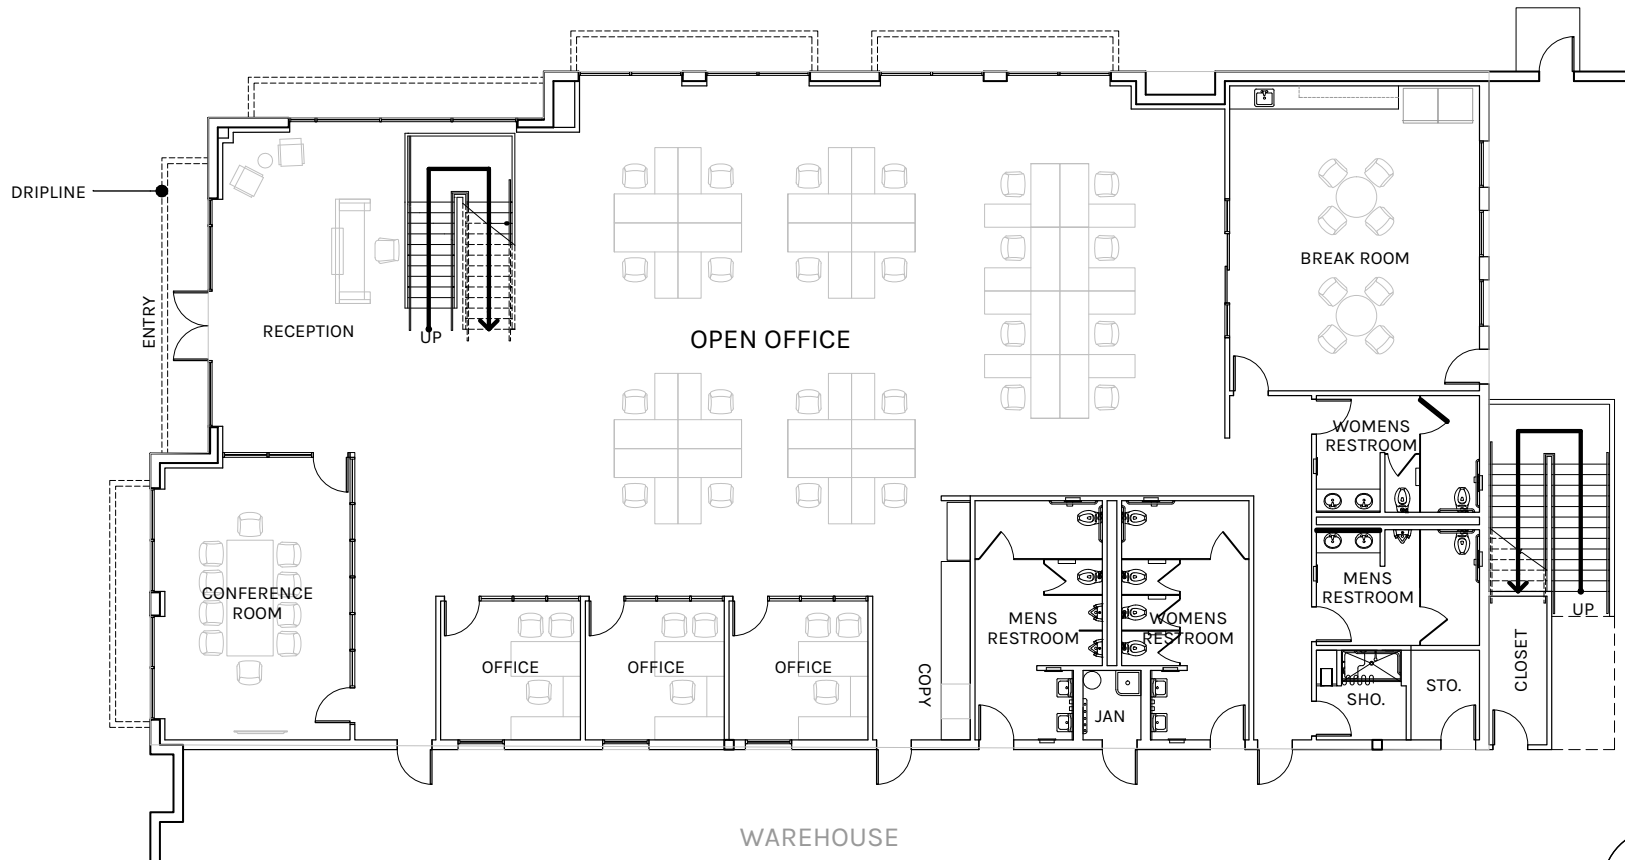 DRIPLINE
ENTRY
RECEPTION
UP
OPEN OFFICE
BREAK ROOM
WOMENS
RESTROOM
MENS
RESTROOM
UP
CONFERENCE
ROOM
OFFICE
OFFICE
OFFICE
COPY
MENS
RESTROOM
WOMENS
RESTROOM
JAN
SHO.
STO.
CLOSET
WAREHOUSE